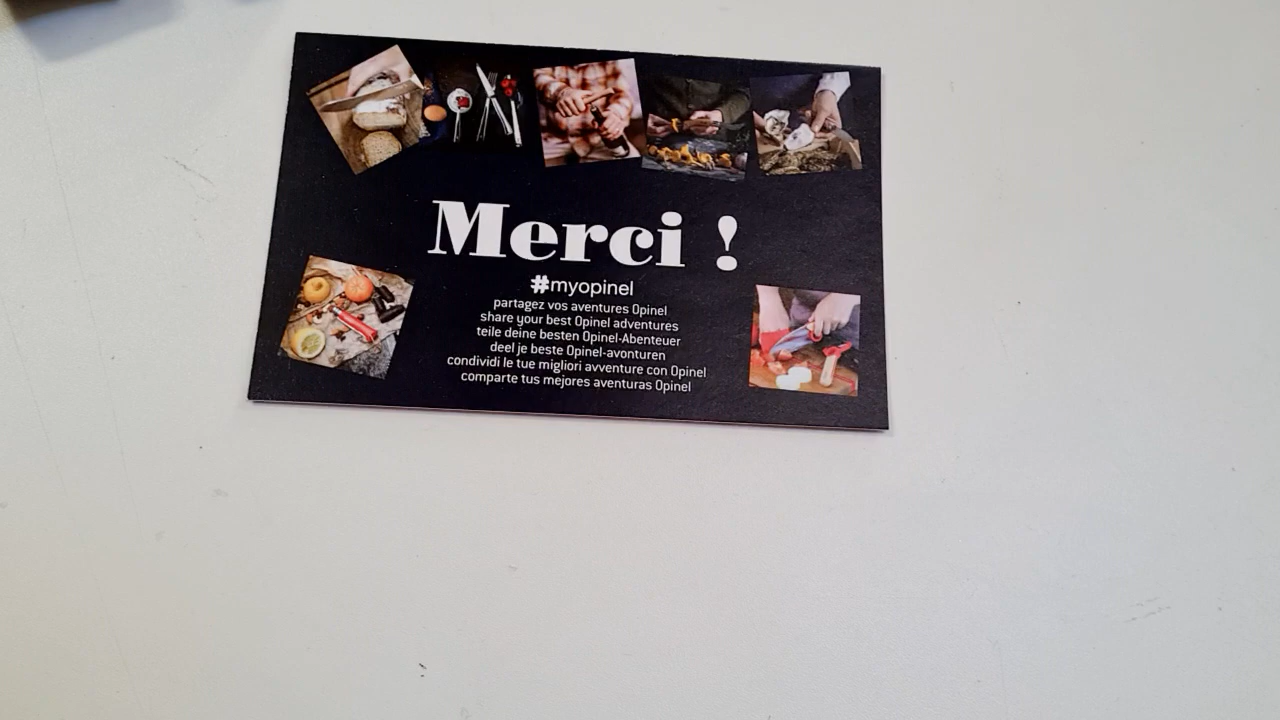 Merci !
#myopinel
partagez vos aventures Opinel
share your best Opinel adventures
teile deine besten Opinel-Abenteuer
deel je beste Opinel-avonturen
condividi le tue migliori avventure con Opinel
comparte tus mejores aventuras Opinel